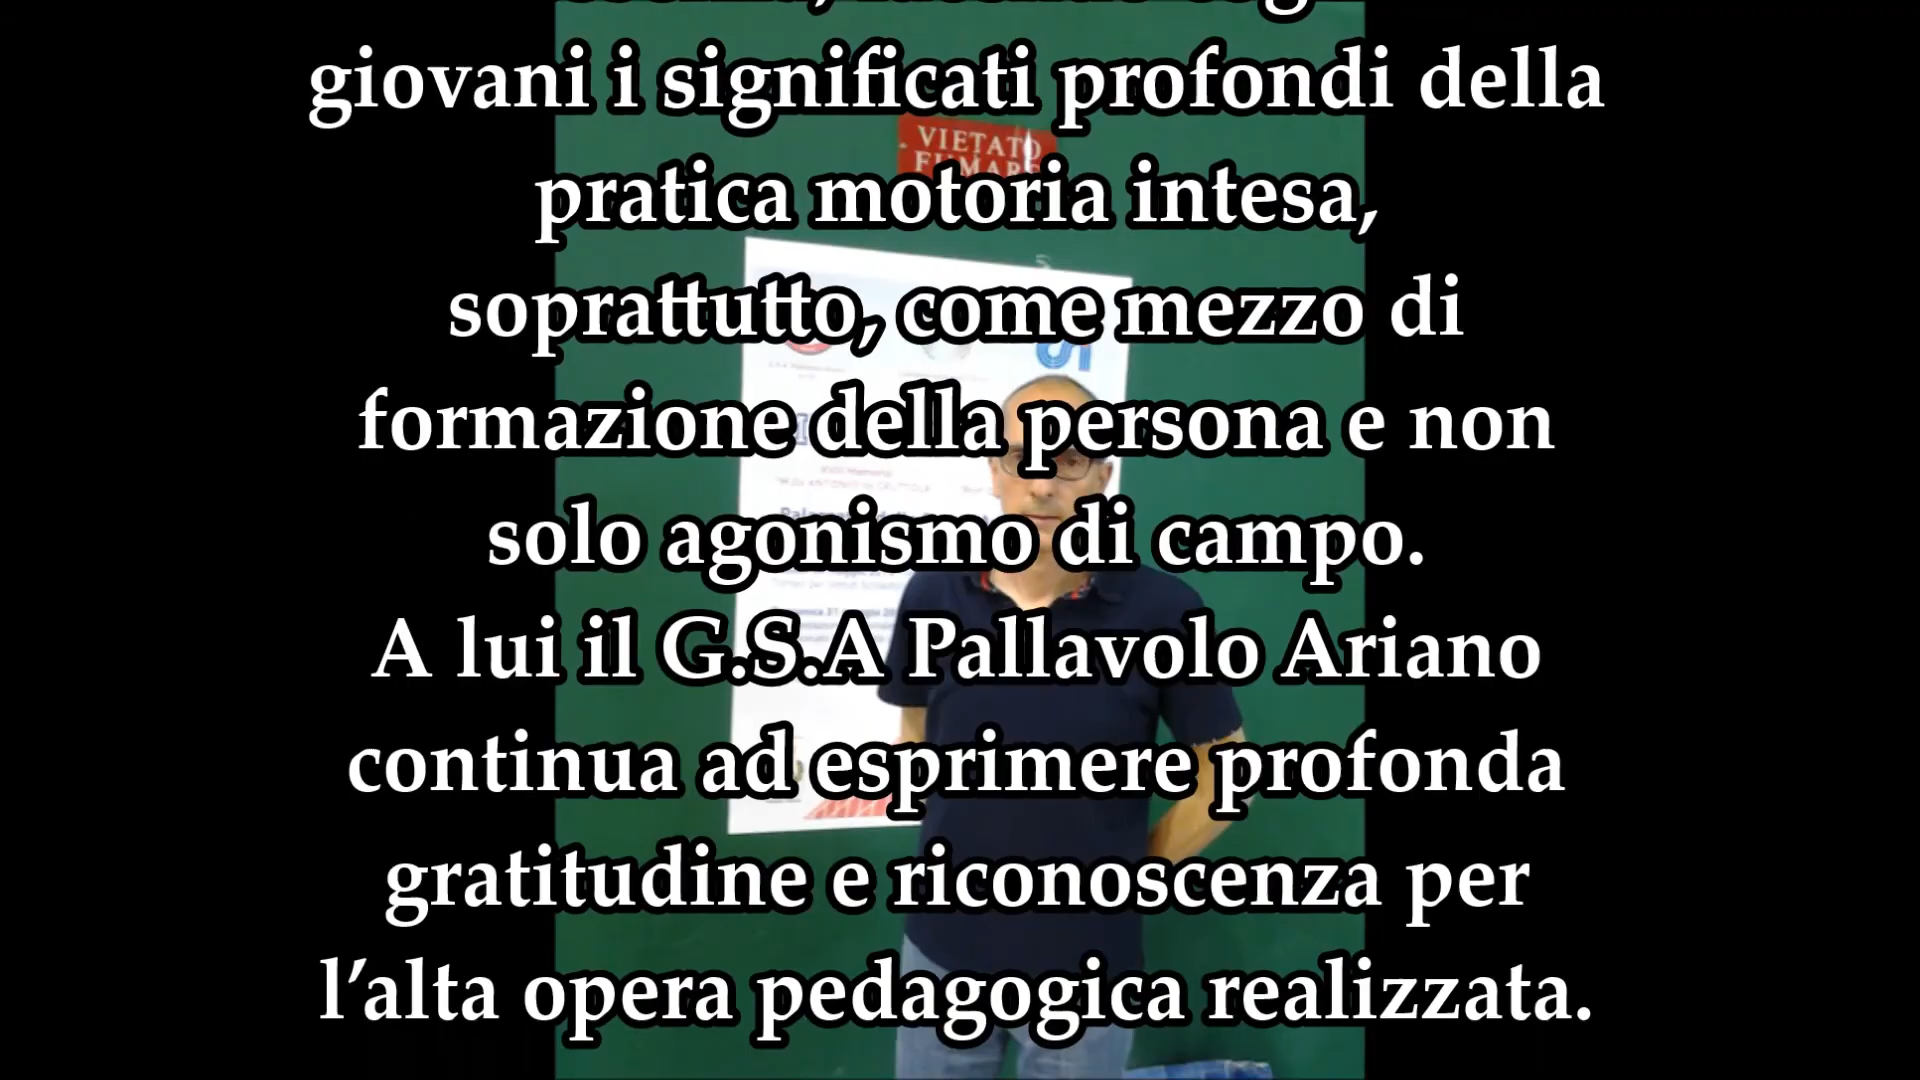 giovani i significati profondi della
pratica motoria intesa,
soprattutto, come mezzo di
formazione della persona e non
solo agonismo di campo.
A lui il G.S.A Pallavolo Ariano
continua ad esprimere profonda
gratitudine e riconoscenza per
l’alta opera pedagogica realizzata.
VIETATO